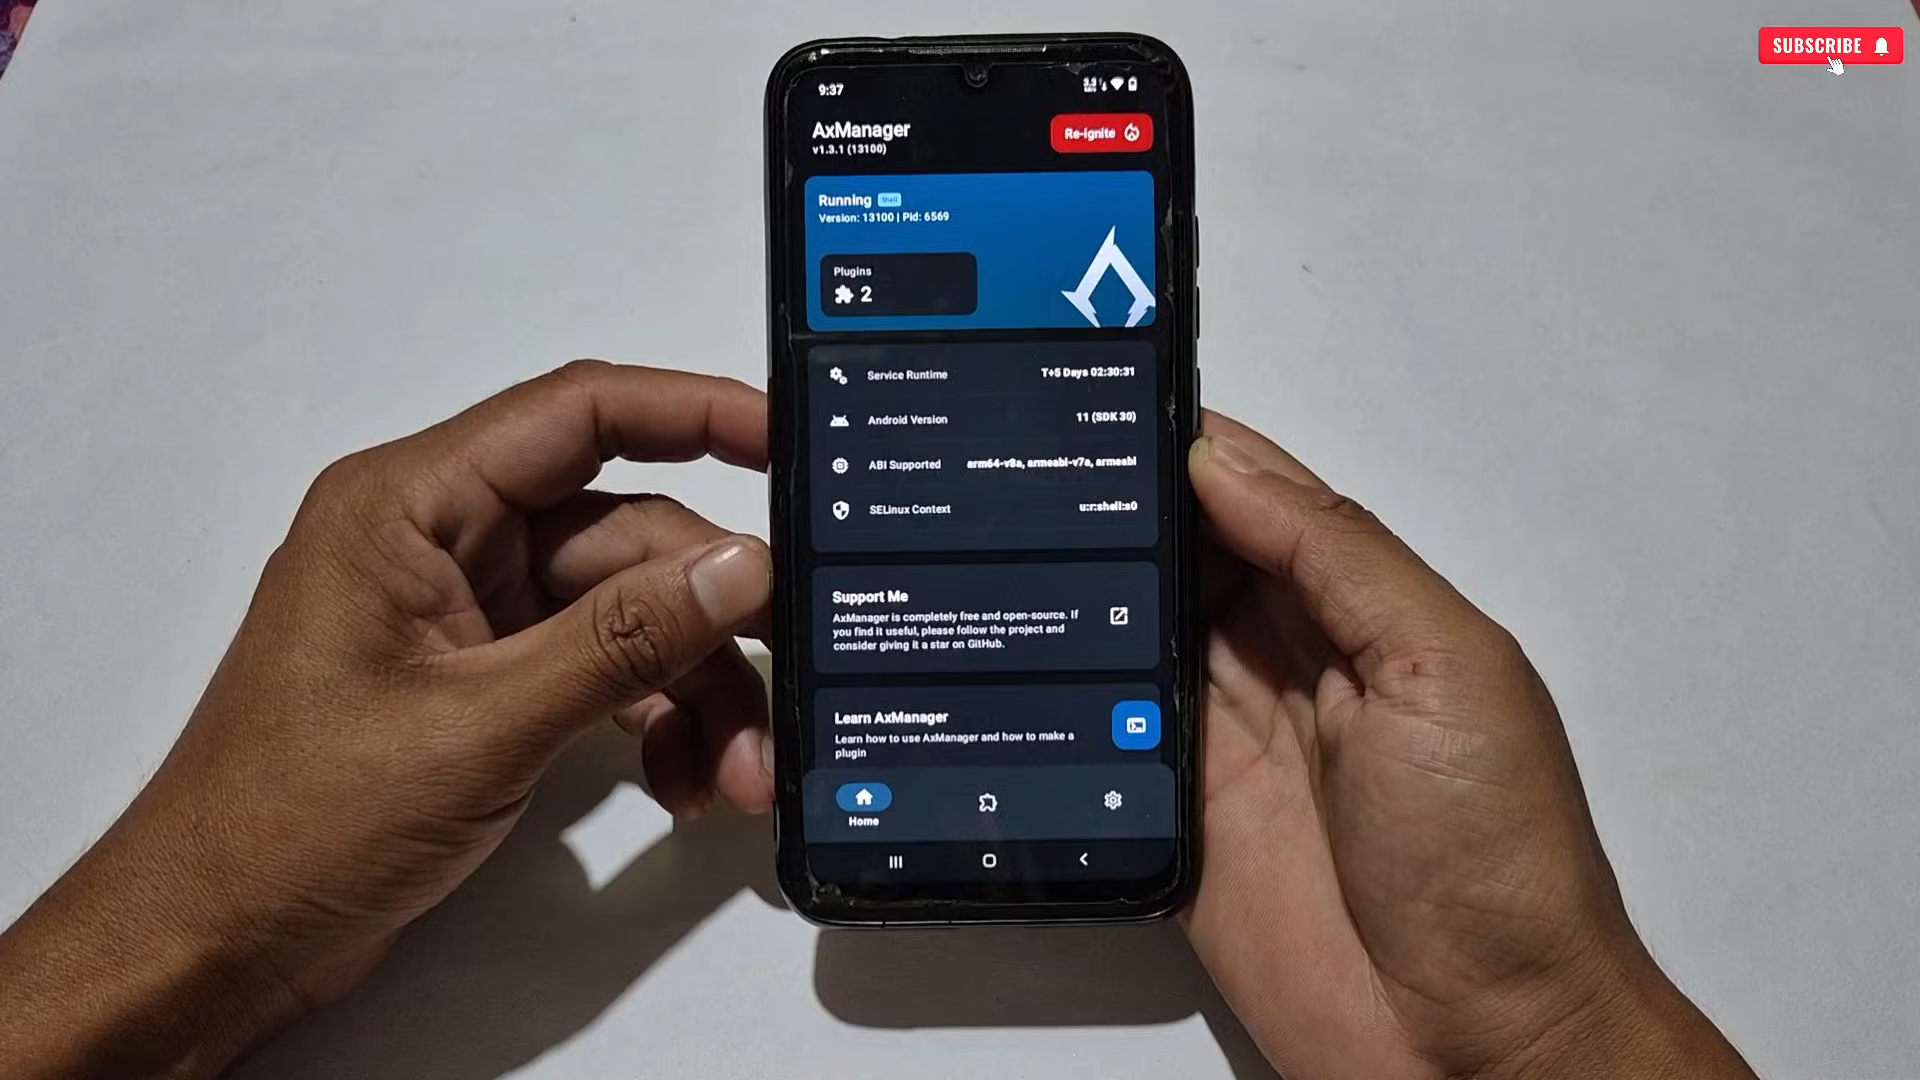 SUBSCRIBE
9:37
AxManager
v1.3.1 (13100)
Re-ignite
Running Shell
Version: 13100 | Pid: 6569
Plugins
2
Service Runtime T+5 Days 02:30:31
Android Version 11 (SDK 30)
ABI Supported arm64-v8a, armeabi-v7a, armeabi
SELinux Context u:r:shell:s0
Support Me
AxManager is completely free and open-source. If
you find it useful, please follow the project and
consider giving it a star on GitHub.
Learn AxManager
Learn how to use AxManager and how to make a
plugin
Home